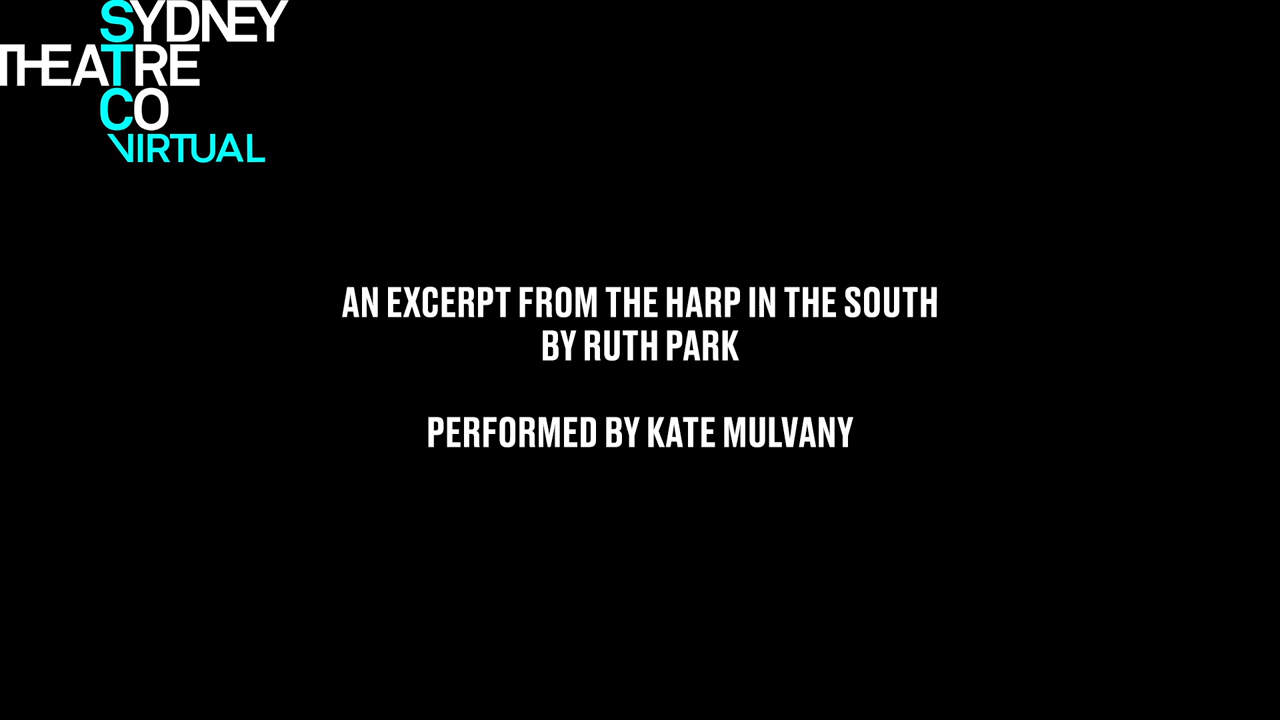 SYDNEY
THEATRE
CO
VIRTUAL
AN EXCERPT FROM THE HARP IN THE SOUTH
BY RUTH PARK
PERFORMED BY KATE MULVANY